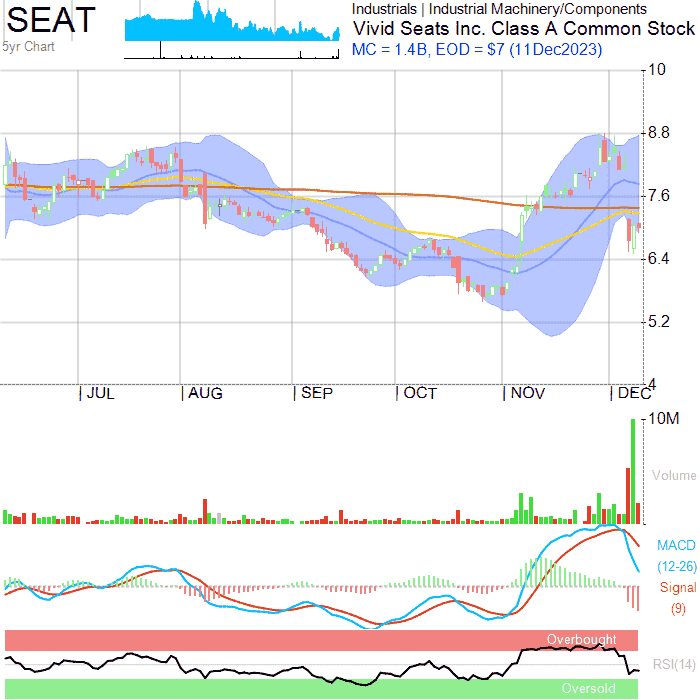 SEAT
5yr Chart
Industrials | Industrial Machinery/Components
Vivid Seats Inc. Class A Common Stock
MC = 1.4B, EOD = $7 (11Dec2023)
10
8.8
7.6
6.4
5.2
4
JUL AUG SEP OCT NOV DEC
10M
Volume
MACD
(12-26)
Signal
(9)
Overbought
RSI(14)
Oversold